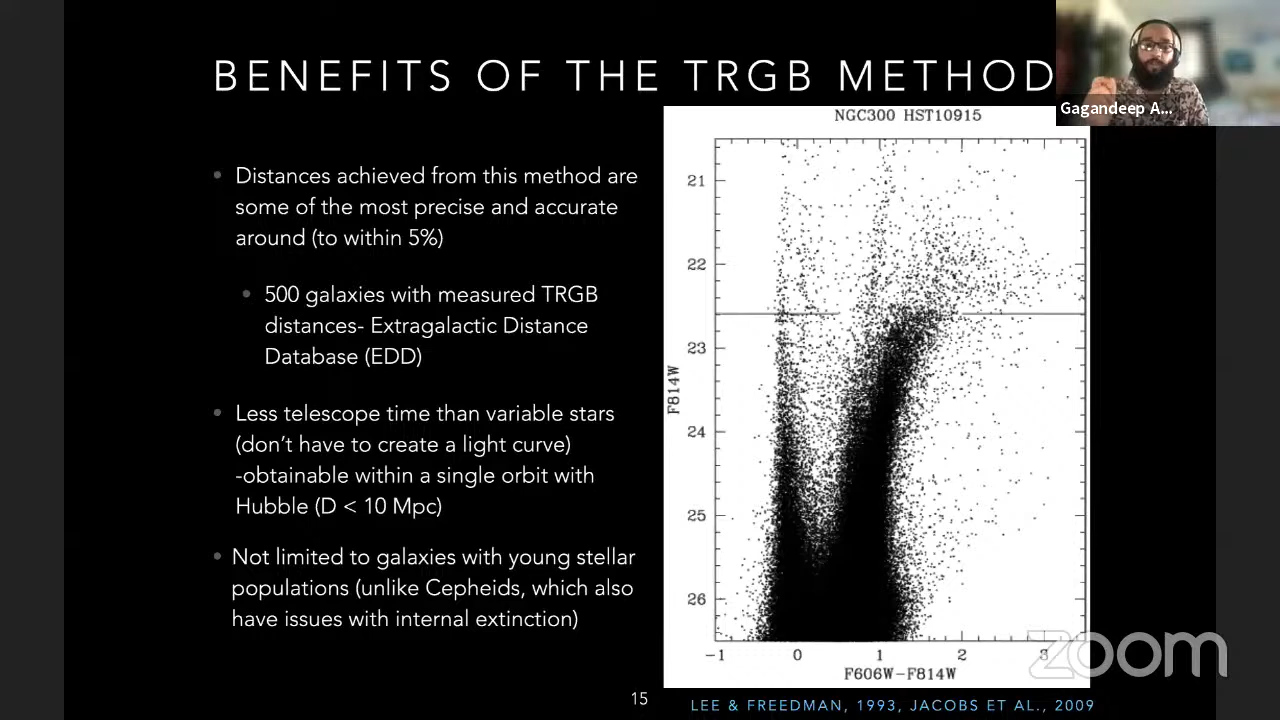 BENEFITS OF THE TRGB METHOD
Gagandeep A...
• Distances achieved from this method are
some of the most precise and accurate
around (to within 5%)
• 500 galaxies with measured TRGB
distances- Extragalactic Distance
Database (EDD)
• Less telescope time than variable stars
(don't have to create a light curve)
-obtainable within a single orbit with
Hubble (D < 10 Mpc)
• Not limited to galaxies with young stellar
populations (unlike Cepheids, which also
have issues with internal extinction)
NGC300 HST10915
21
22
23
24
25
26
F814W
-1 0 1 2 3
F606W-F814W
zoom
15
LEE & FREEDMAN, 1993, JACOBS ET AL., 2009